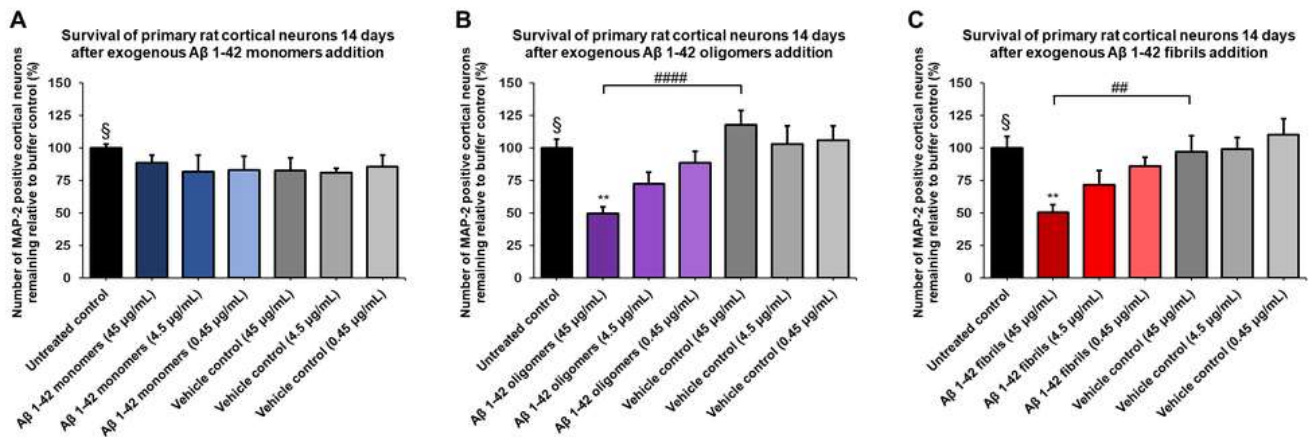 A
Survival of primary rat cortical neurons 14 days
after exogenous Aβ 1-42 monomers addition
Number of MAP-2 positive cortical neurons
remaining relative to buffer control (%)
150
125
100
75
50
25
0
§
Untreated control
Aβ 1-42 monomers (45 µg/mL)
Aβ 1-42 monomers (4.5 µg/mL)
Aβ 1-42 monomers (0.45 µg/mL)
Vehicle control (45 µg/mL)
Vehicle control (4.5 µg/mL)
Vehicle control (0.45 µg/mL)
B
Survival of primary rat cortical neurons 14 days
after exogenous Aβ 1-42 oligomers addition
Number of MAP-2 positive cortical neurons
remaining relative to buffer control (%)
150
125
100
75
50
25
0
####
§
**
Untreated control
Aβ 1-42 oligomers (45 µg/mL)
Aβ 1-42 oligomers (4.5 µg/mL)
Aβ 1-42 oligomers (0.45 µg/mL)
Vehicle control (45 µg/mL)
Vehicle control (4.5 µg/mL)
Vehicle control (0.45 µg/mL)
C
Survival of primary rat cortical neurons 14 days
after exogenous Aβ 1-42 fibrils addition
Number of MAP-2 positive cortical neurons
remaining relative to buffer control (%)
150
125
100
75
50
25
0
##
§
**
Untreated control
Aβ 1-42 fibrils (45 µg/mL)
Aβ 1-42 fibrils (4.5 µg/mL)
Aβ 1-42 fibrils (0.45 µg/mL)
Vehicle control (45 µg/mL)
Vehicle control (4.5 µg/mL)
Vehicle control (0.45 µg/mL)